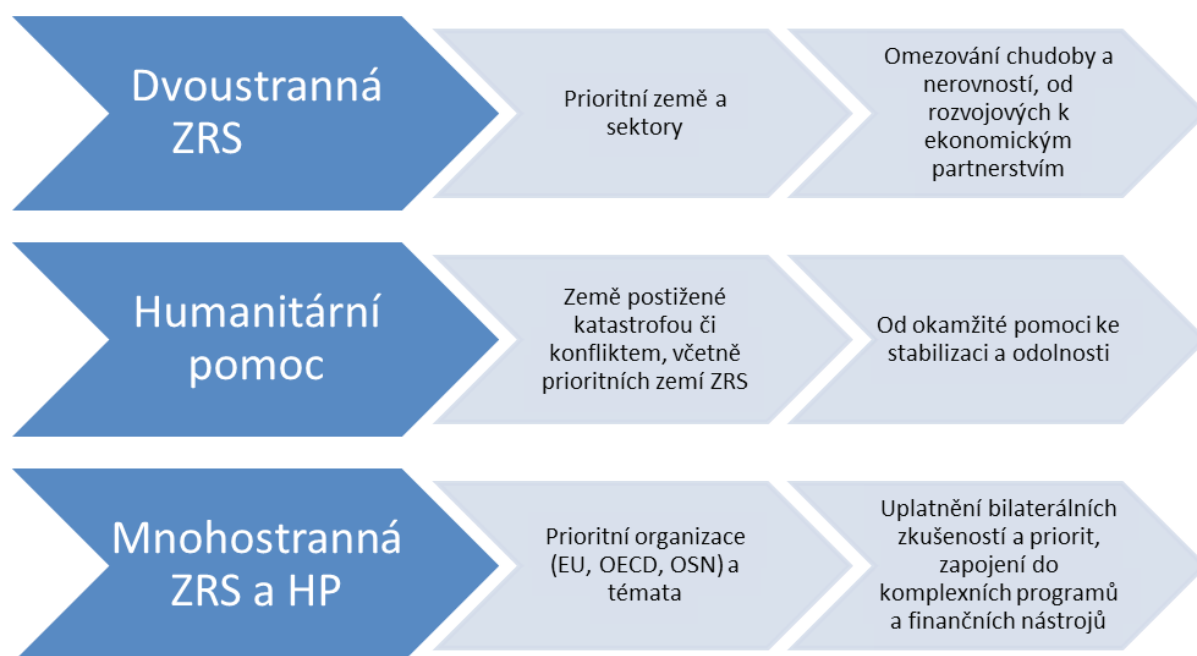 Dvoustranná
ZRS
Prioritní země a
sektory
Omezování chudoby a
nerovností, od
rozvojových k
ekonomickým
partnerstvím
Humanitární
pomoc
Země postižené
katastrofou či
konfliktem, včetně
prioritních zemí ZRS
Od okamžité pomoci ke
stabilizaci a odolnosti
Mnohostranná
ZRS a HP
Prioritní organizace
(EU, OECD, OSN) a
témata
Uplatnění bilaterálních
zkušeností a priorit,
zapojení do
komplexních programů
a finančních nástrojů